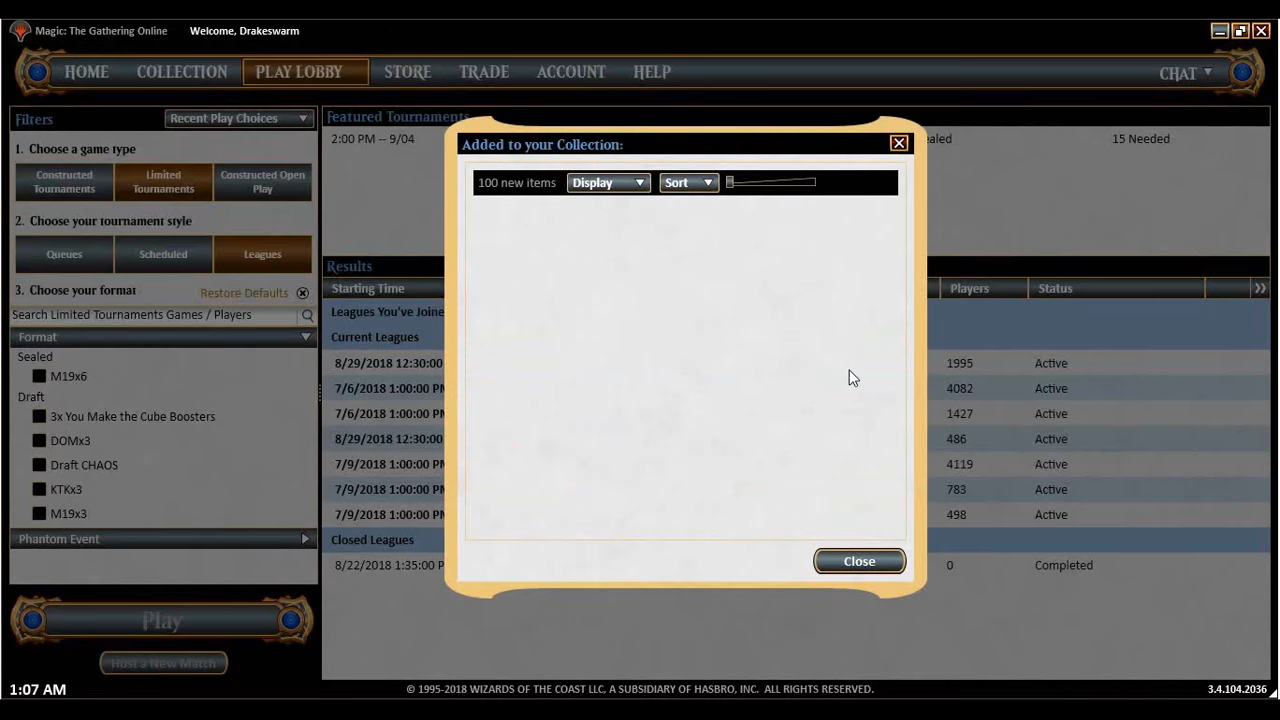 Magic: The Gathering Online
Welcome, Drakeswarm
HOME
COLLECTION
PLAY LOBBY
STORE
TRADE
ACCOUNT
HELP
CHAT
Filters
Recent Play Choices
1. Choose a game type
Constructed
Tournaments
Limited
Tournaments
Constructed Open
Play
2. Choose your tournament style
Queues
Scheduled
Leagues
3. Choose your format
Restore Defaults
Search Limited Tournaments Games / Players
Format
Sealed
M19x6
Draft
3x You Make the Cube Boosters
DOMx3
Draft CHAOS
KTKx3
M19x3
Phantom Event
Play
Host a New Match
1:07 AM
Featured Tournaments
2:00 PM -- 9/04
ealed
15 Needed
Results
Starting Time
Players
Status
Leagues You've Joine
Current Leagues
8/29/2018 12:30:00
1995
Active
7/6/2018 1:00:00 PM
4082
Active
7/6/2018 1:00:00 PM
1427
Active
8/29/2018 12:30:00
486
Active
7/9/2018 1:00:00 PM
4119
Active
7/9/2018 1:00:00 PM
783
Active
7/9/2018 1:00:00 PM
498
Active
Closed Leagues
8/22/2018 1:35:00 P
0
Completed
Added to your Collection:
100 new items
Display
Sort
Close
© 1995-2018 WIZARDS OF THE COAST LLC, A SUBSIDIARY OF HASBRO, INC. ALL RIGHTS RESERVED.
3.4.104.2036